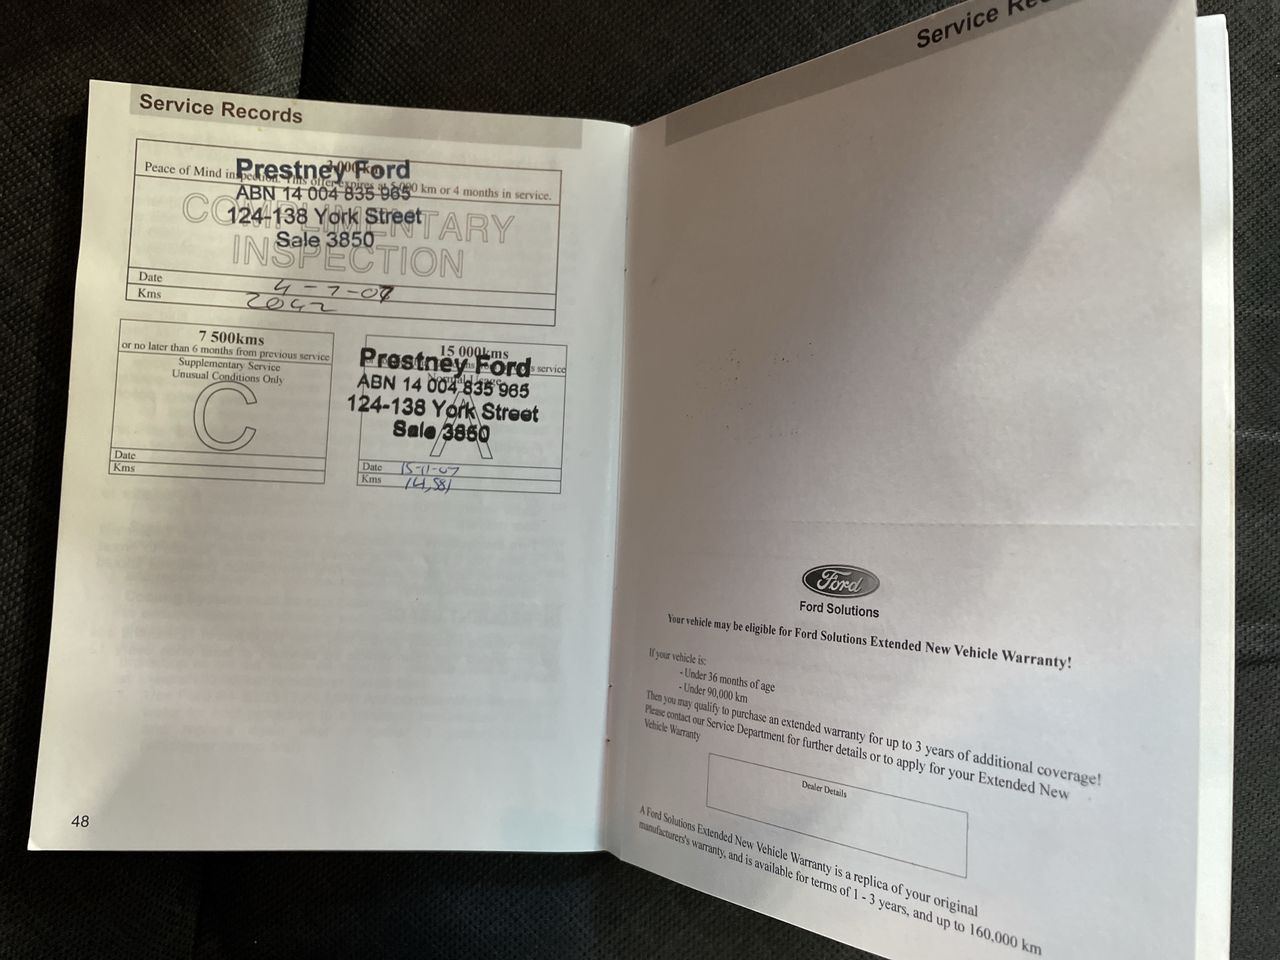 Service Records
3 000kms
Peace of Mind inspection. This offer expires at 5 000 km or 4 months in service.
COMPLIMENTARY
INSPECTION
Prestney Ford
ABN 14 004 835 965
124-138 York Street
Sale 3850
Date 4-7-07
Kms 2042
7 500kms
or no later than 6 months from previous service
Supplementary Service
Unusual Conditions Only
C
Date
Kms
15 000kms
service
Normal Usage
A
Prestney Ford
ABN 14 004 835 965
124-138 York Street
Sale 3850
Date 15-11-07
Kms 14,581
48
Service
Ford
Ford Solutions
Your vehicle may be eligible for Ford Solutions Extended New Vehicle Warranty!
If your vehicle is:
- Under 36 months of age
- Under 90,000 km
Then you may qualify to purchase an extended warranty for up to 3 years of additional coverage!
Please contact our Service Department for further details or to apply for your Extended New
Vehicle Warranty
Dealer Details
A Ford Solutions Extended New Vehicle Warranty is a replica of your original
manufacturers's warranty, and is available for terms of 1 - 3 years, and up to 160,000 km